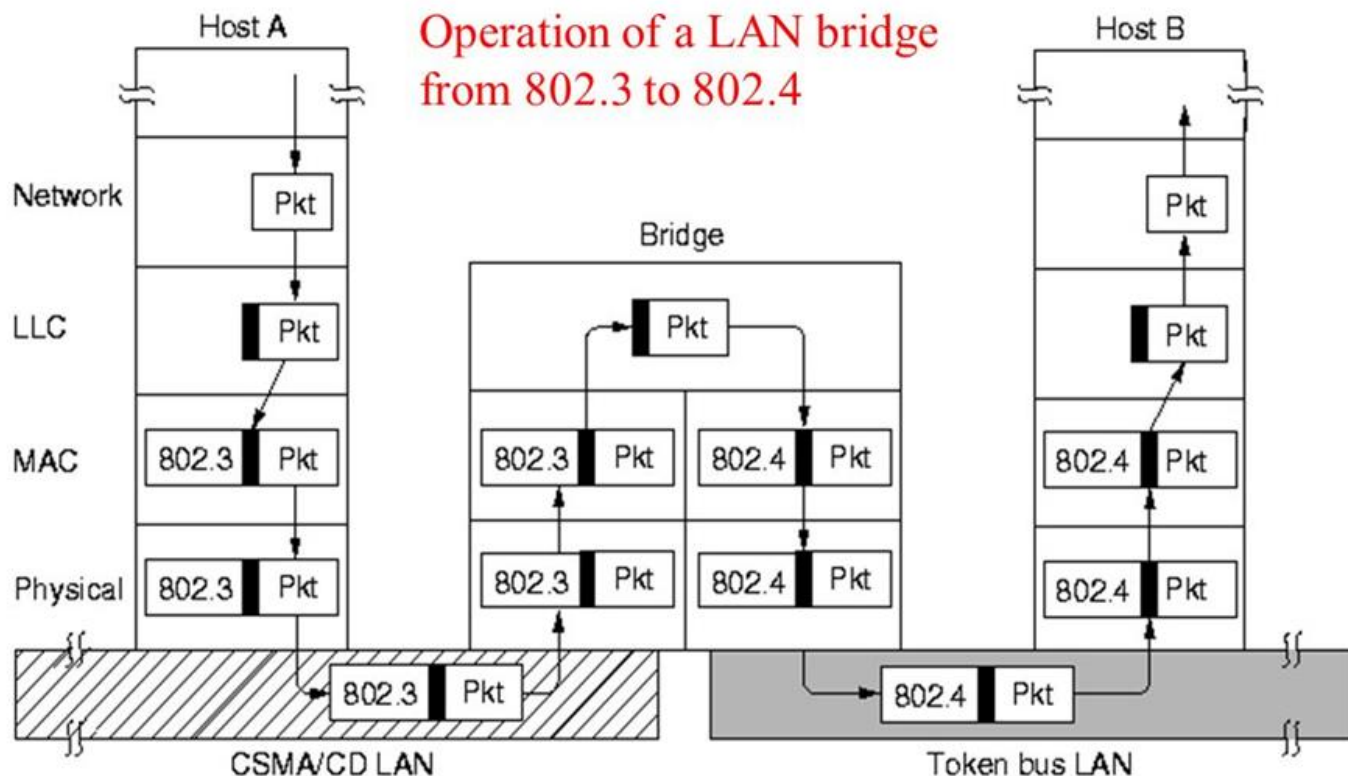 Host A
Operation of a LAN bridge
from 802.3 to 802.4
Host B
Network
Pkt
Pkt
Bridge
LLC
Pkt
Pkt
Pkt
MAC
802.3 Pkt
802.3 Pkt
802.4 Pkt
802.4 Pkt
Physical
802.3 Pkt
802.3 Pkt
802.4 Pkt
802.4 Pkt
802.3 Pkt
802.4 Pkt
CSMA/CD LAN
Token bus LAN